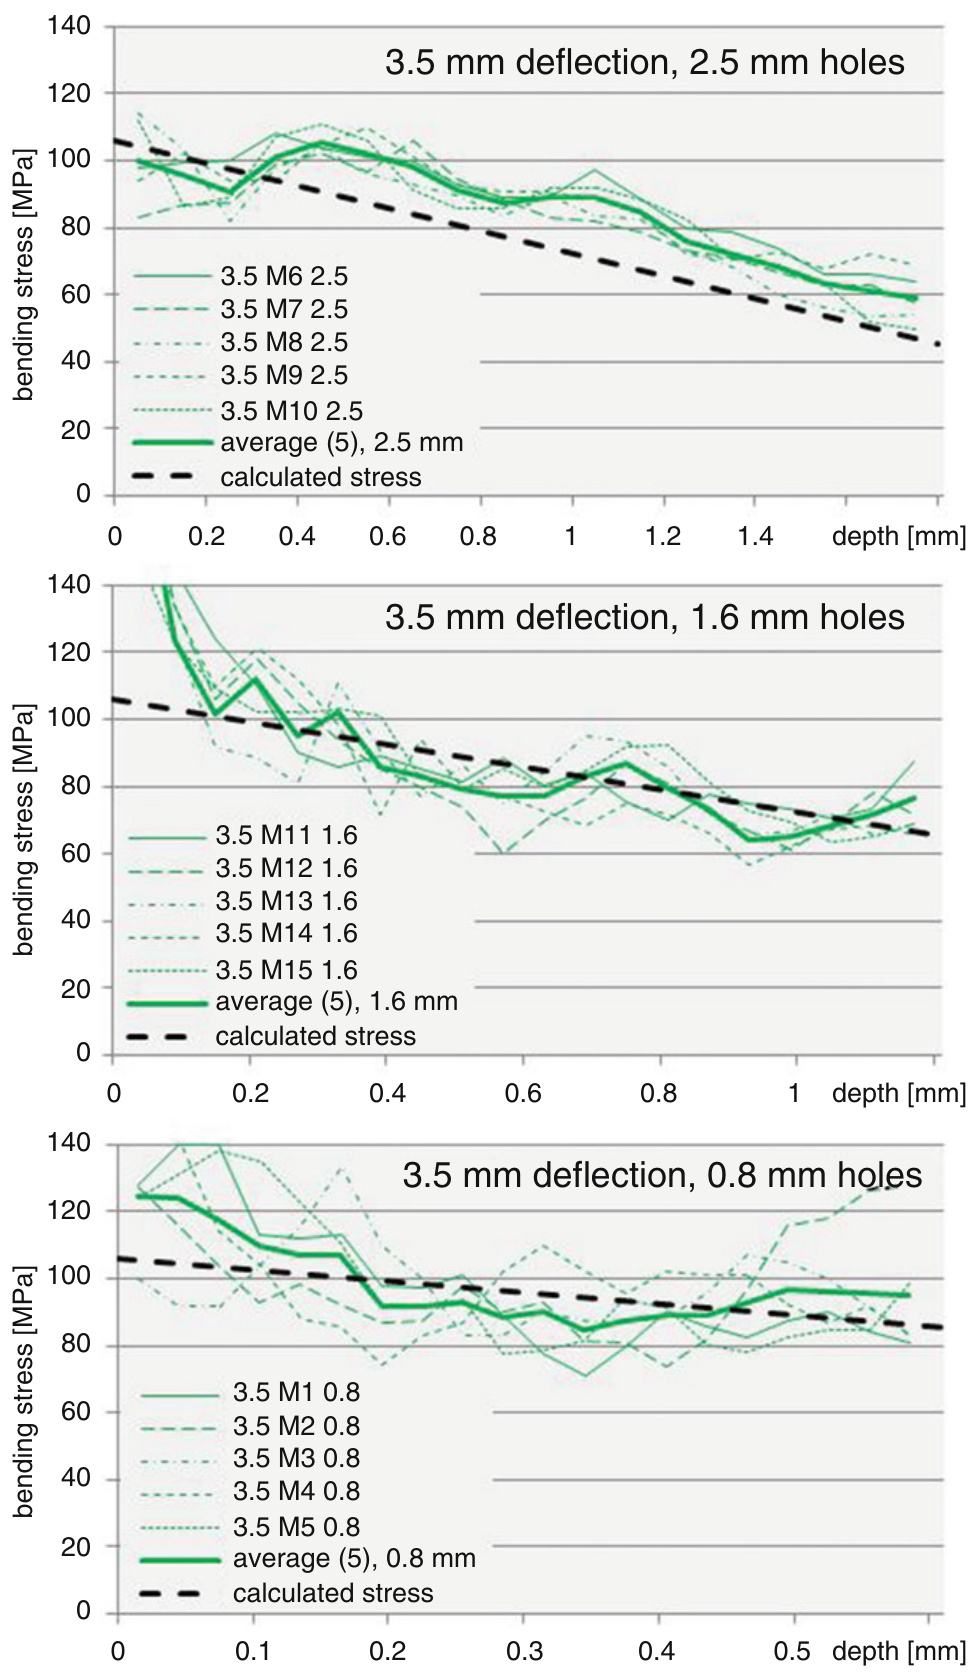 140
3.5 mm deflection, 2.5 mm holes
120
100
80
60
40
20
0
bending stress [MPa]
3.5 M6 2.5
3.5 M7 2.5
3.5 M8 2.5
3.5 M9 2.5
3.5 M10 2.5
average (5), 2.5 mm
calculated stress
0 0.2 0.4 0.6 0.8 1 1.2 1.4 depth [mm]
140
3.5 mm deflection, 1.6 mm holes
120
100
80
60
40
20
0
bending stress [MPa]
3.5 M11 1.6
3.5 M12 1.6
3.5 M13 1.6
3.5 M14 1.6
3.5 M15 1.6
average (5), 1.6 mm
calculated stress
0 0.2 0.4 0.6 0.8 1 depth [mm]
140
3.5 mm deflection, 0.8 mm holes
120
100
80
60
40
20
0
bending stress [MPa]
3.5 M1 0.8
3.5 M2 0.8
3.5 M3 0.8
3.5 M4 0.8
3.5 M5 0.8
average (5), 0.8 mm
calculated stress
0 0.1 0.2 0.3 0.4 0.5 depth [mm]